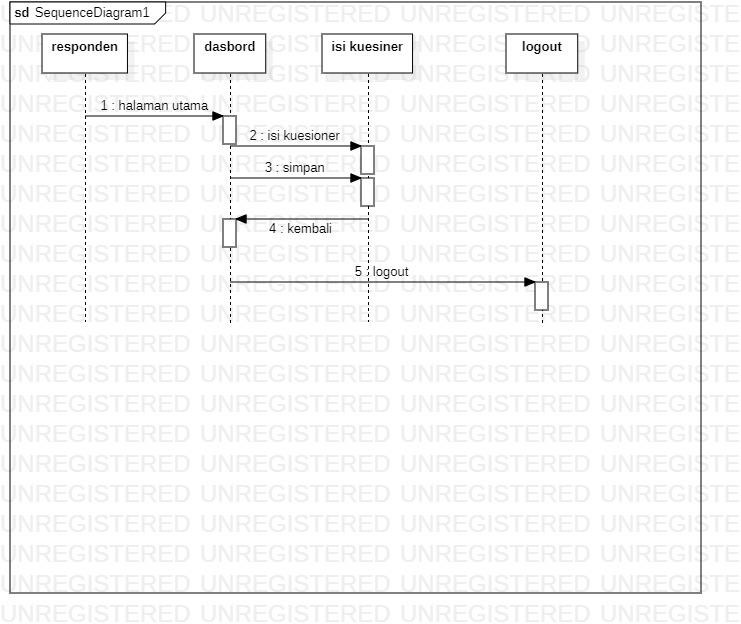 sd SequenceDiagram1
responden
dasbord
isi kuesiner
logout
1 : halaman utama
2 : isi kuesioner
3 : simpan
4 : kembali
5 : logout
UNREGISTERED